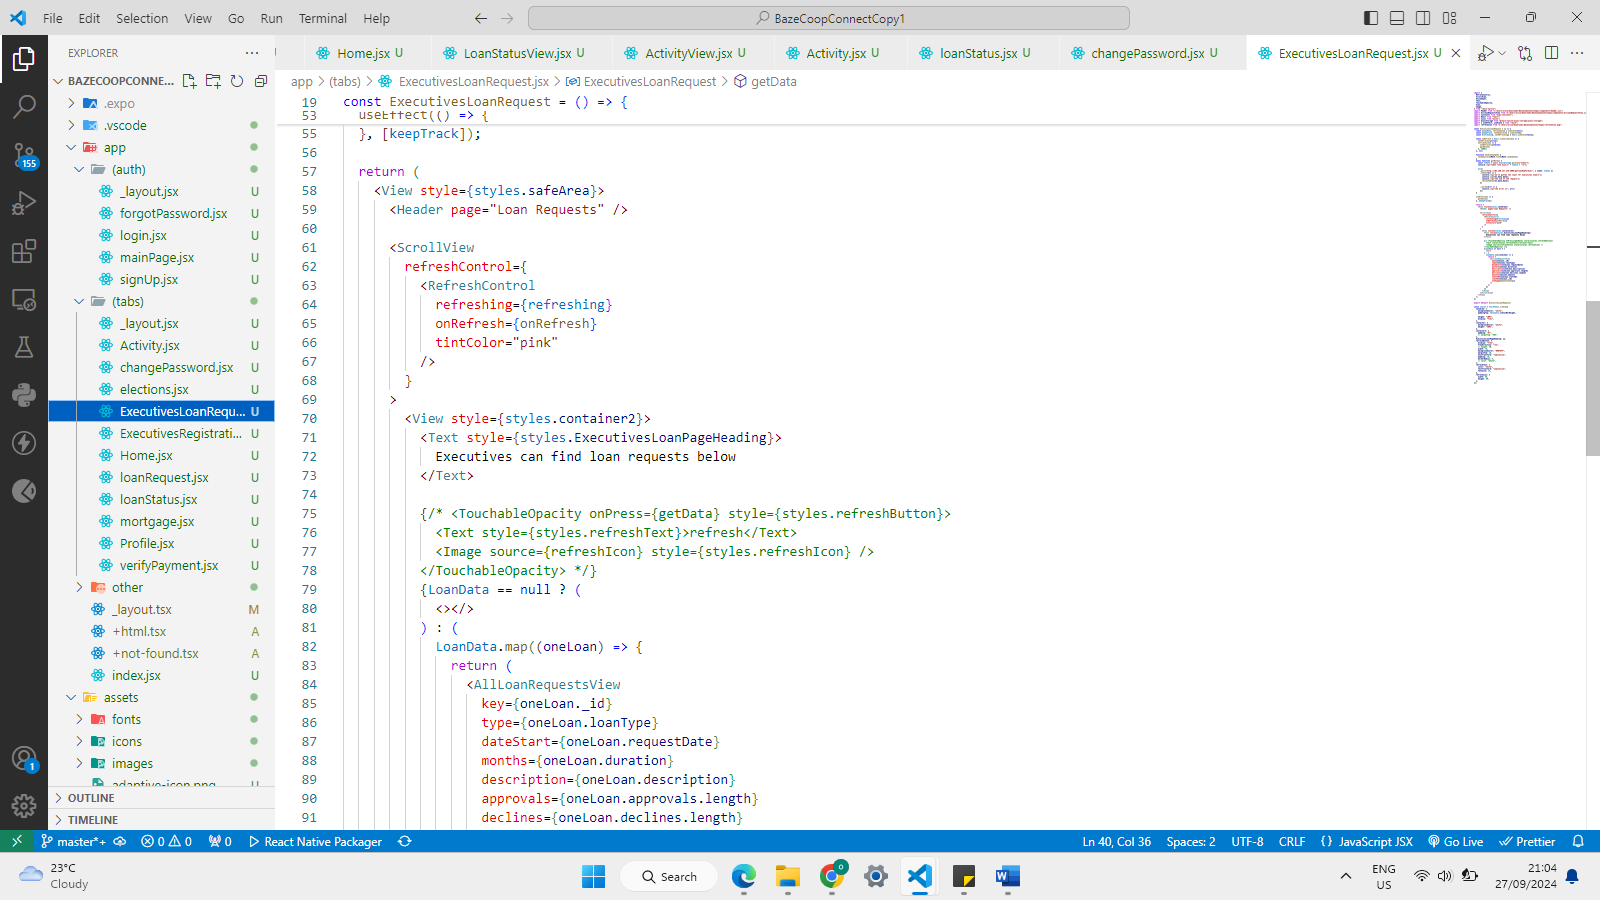 File Edit Selection View Go Run Terminal Help
BazeCoopConnectCopy1
EXPLORER
BAZECOOPCONNE...
.expo
.vscode
app
(auth)
_layout.jsx U
forgotPassword.jsx U
login.jsx U
mainPage.jsx U
signUp.jsx U
(tabs)
_layout.jsx U
Activity.jsx U
changePassword.jsx U
elections.jsx U
ExecutivesLoanRequ... U
ExecutivesRegistrati... U
Home.jsx U
loanRequest.jsx U
loanStatus.jsx U
mortgage.jsx U
Profile.jsx U
verifyPayment.jsx U
other
_layout.tsx M
+html.tsx A
+not-found.tsx A
index.jsx U
assets
fonts
icons
images
adaptive-icon.png U
OUTLINE
TIMELINE
155
1
Home.jsx U LoanStatusView.jsx U ActivityView.jsx U Activity.jsx U loanStatus.jsx U changePassword.jsx U ExecutivesLoanRequest.jsx U
app > (tabs) > ExecutivesLoanRequest.jsx > ExecutivesLoanRequest > getData
19 const ExecutivesLoanRequest = () => {
53 useEffect(() => {
55 }, [keepTrack]);
56
57 return (
58 <View style={styles.safeArea}>
59 <Header page="Loan Requests" />
60
61 <ScrollView
62 refreshControl={
63 <RefreshControl
64 refreshing={refreshing}
65 onRefresh={onRefresh}
66 tintColor="pink"
67 />
68 }
69 >
70 <View style={styles.container2}>
71 <Text style={styles.ExecutivesLoanPageHeading}>
72 Executives can find loan requests below
73 </Text>
74
75 {/* <TouchableOpacity onPress={getData} style={styles.refreshButton}>
76 <Text style={styles.refreshText}>refresh</Text>
77 <Image source={refreshIcon} style={styles.refreshIcon} />
78 </TouchableOpacity> */}
79 {LoanData == null ? (
80 <></>
81 ) : (
82 LoanData.map((oneLoan) => {
83 return (
84 <AllLoanRequestsView
85 key={oneLoan._id}
86 type={oneLoan.loanType}
87 dateStart={oneLoan.requestDate}
88 months={oneLoan.duration}
89 description={oneLoan.description}
90 approvals={oneLoan.approvals.length}
91 declines={oneLoan.declines.length}
master*+ 0 0 0 React Native Packager Ln 40, Col 36 Spaces: 2 UTF-8 CRLF {} JavaScript JSX Go Live Prettier
23°C
Cloudy
Search
ENG
US
21:04
27/09/2024